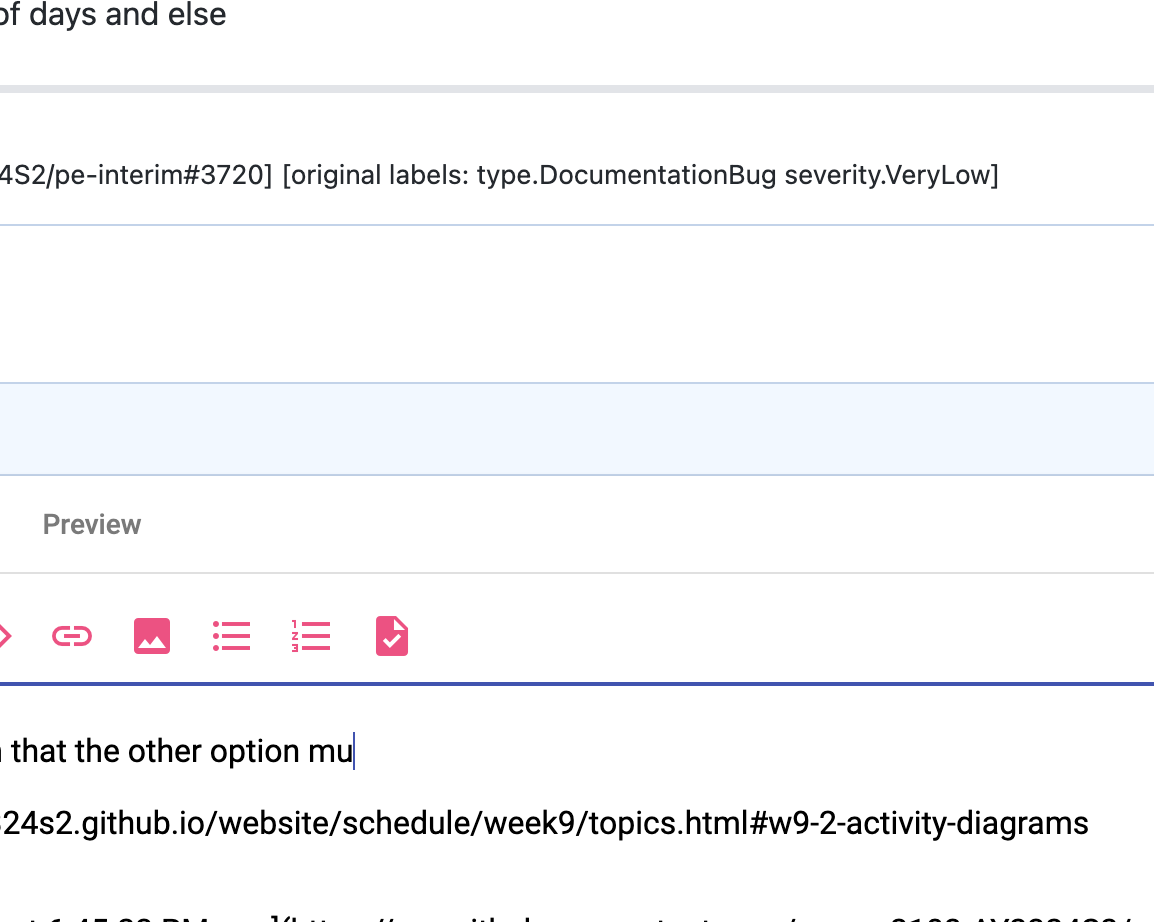 of days and else
4S2/pe-interim#3720] [original labels: type.DocumentationBug severity.VeryLow]
Preview
that the other option mu
24s2.github.io/website/schedule/week9/topics.html#w9-2-activity-diagrams